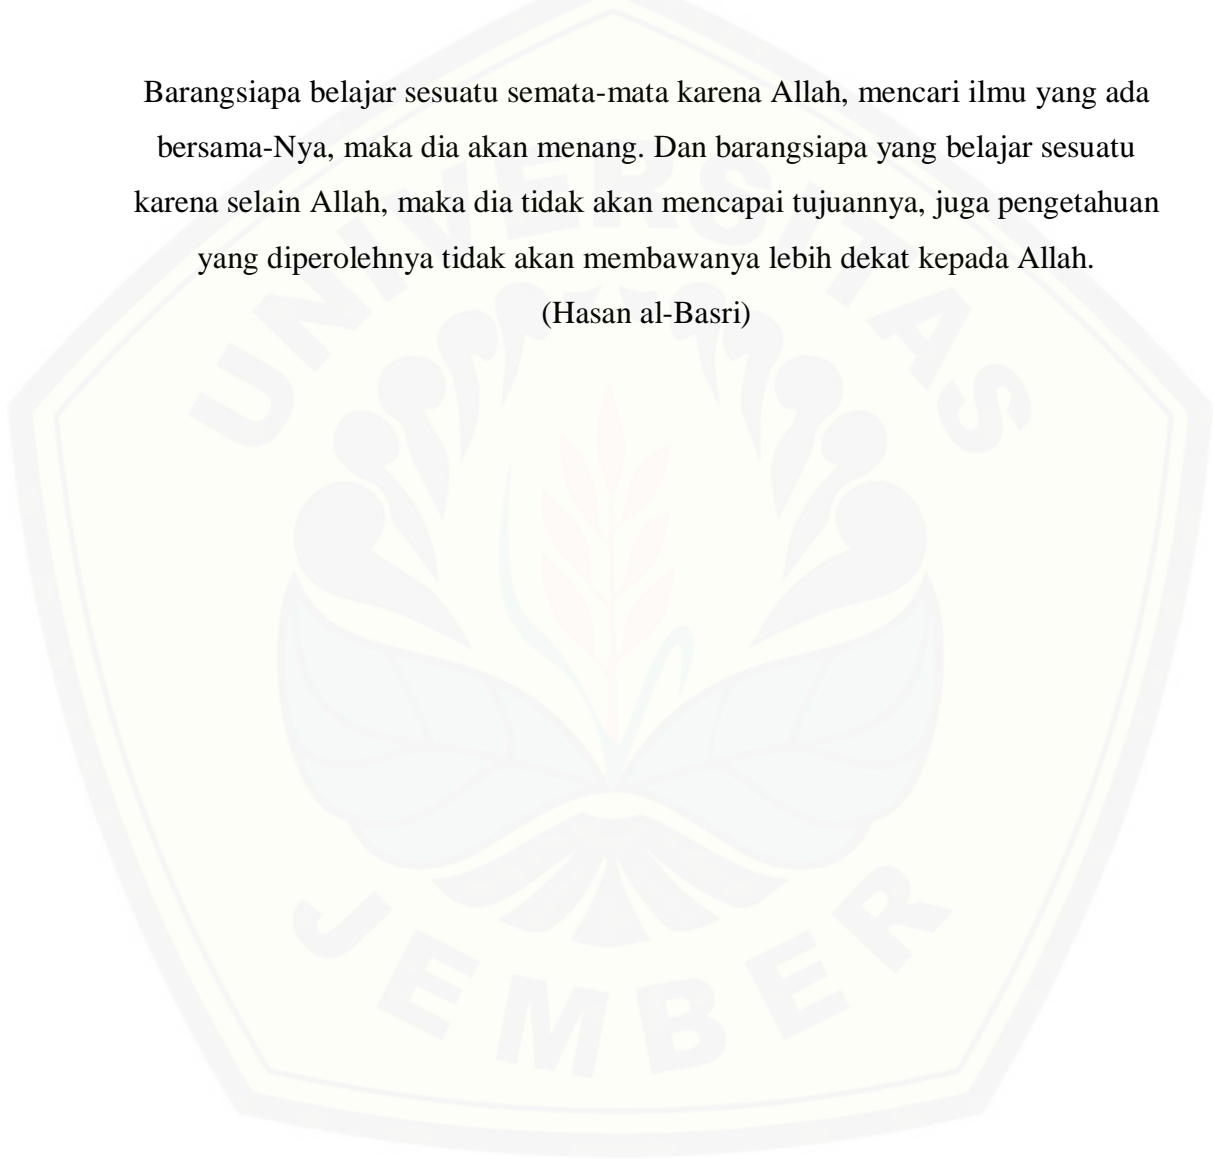 Barangsiapa belajar sesuatu semata-mata karena Allah, mencari ilmu yang ada
bersama-Nya, maka dia akan menang. Dan barangsiapa yang belajar sesuatu
karena selain Allah, maka dia tidak akan mencapai tujuannya, juga pengetahuan
yang diperolehnya tidak akan membawanya lebih dekat kepada Allah.
(Hasan al-Basri)
UNIVERSITAS
JEMBER